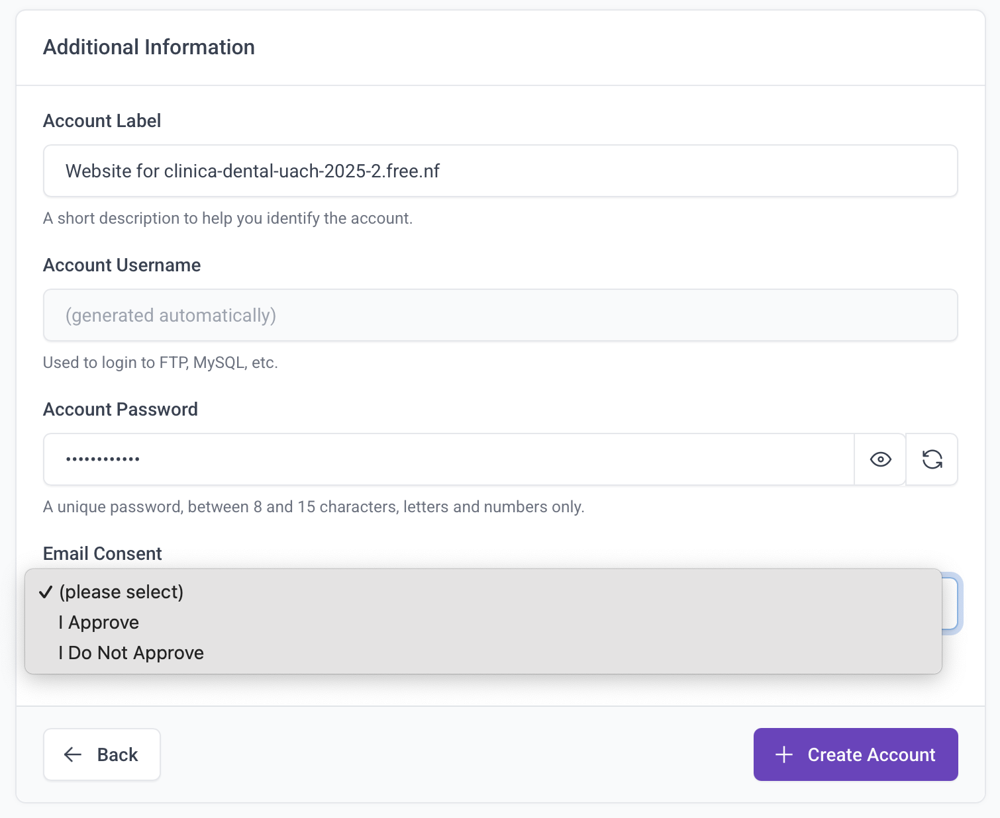 Additional Information
Account Label
Website for clinica-dental-uach-2025-2.free.nf
A short description to help you identify the account.
Account Username
(generated automatically)
Used to login to FTP, MySQL, etc.
Account Password
••••••••••••
A unique password, between 8 and 15 characters, letters and numbers only.
Email Consent
✓ (please select)
I Approve
I Do Not Approve
Back
Create Account